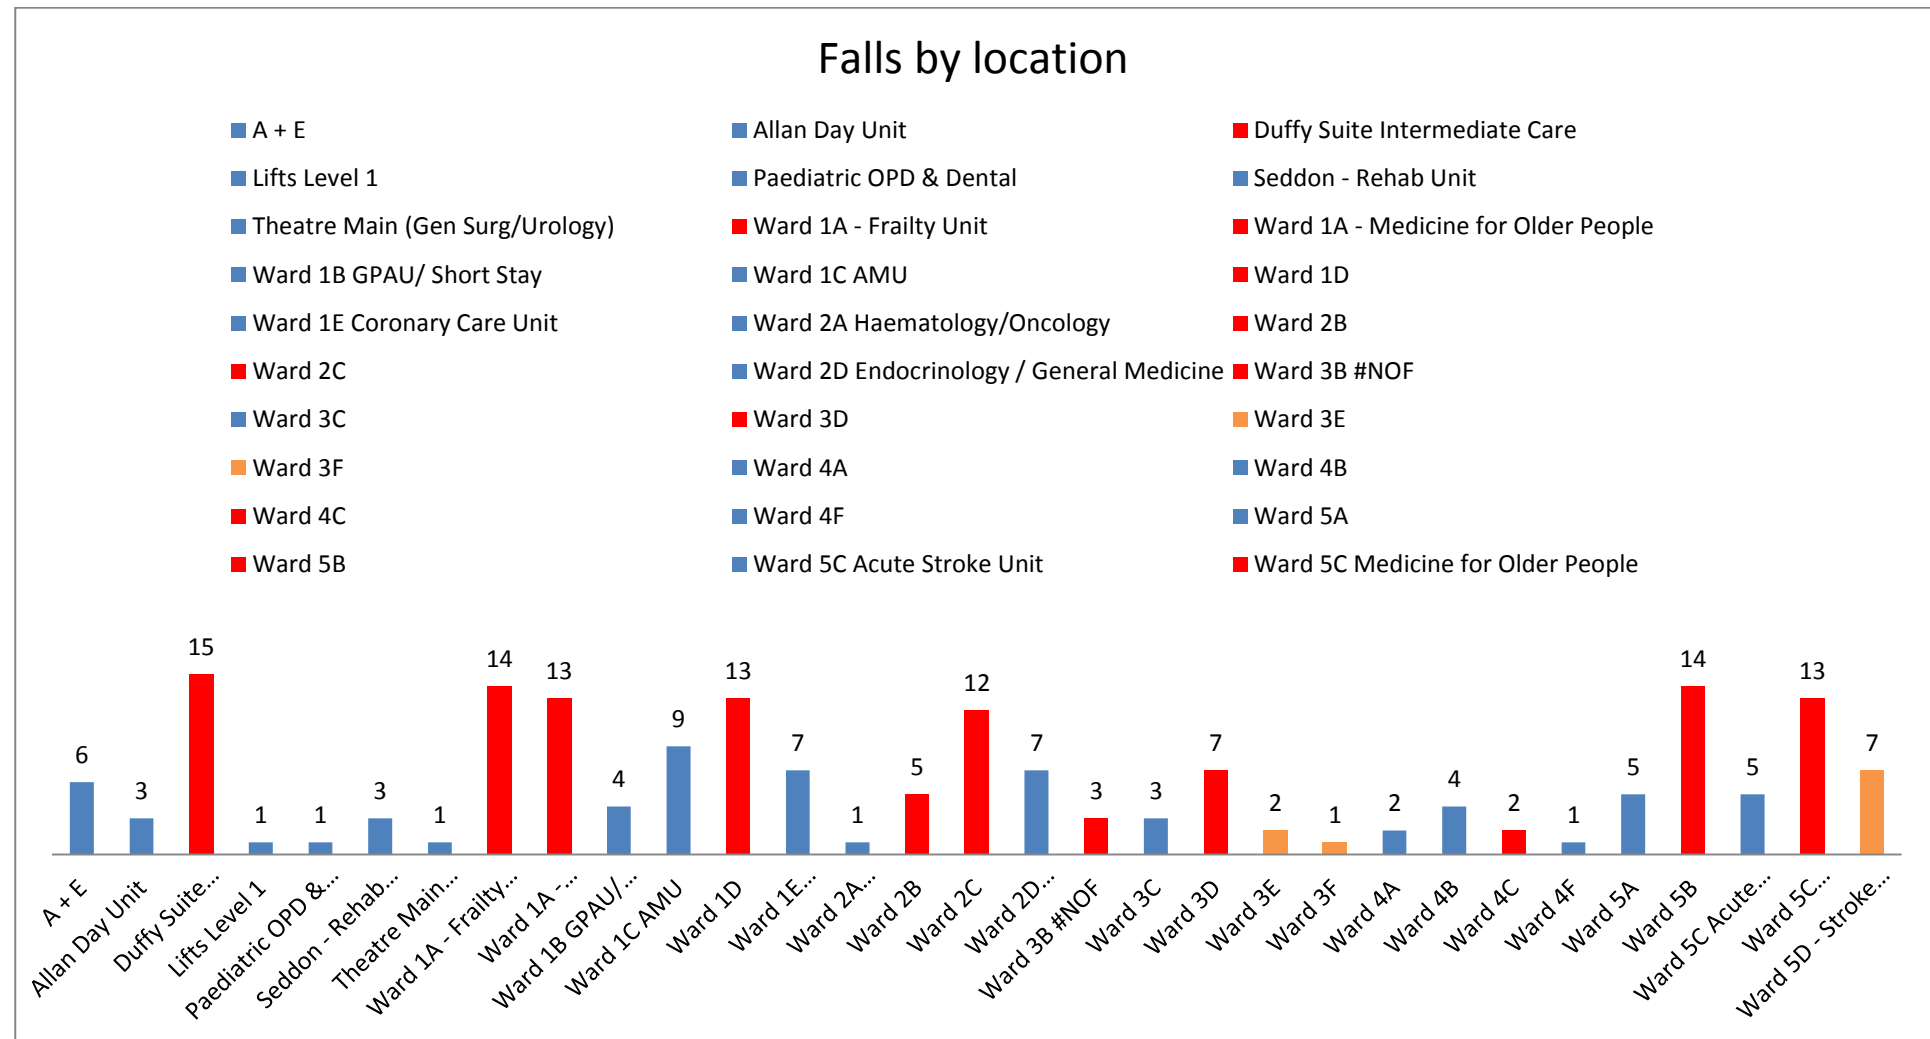 Falls by location
A + E
Allan Day Unit
Duffy Suite Intermediate Care
Lifts Level 1
Paediatric OPD & Dental
Seddon - Rehab Unit
Theatre Main (Gen Surg/Urology)
Ward 1A - Frailty Unit
Ward 1A - Medicine for Older People
Ward 1B GPAU/ Short Stay
Ward 1C AMU
Ward 1D
Ward 1E Coronary Care Unit
Ward 2A Haematology/Oncology
Ward 2B
Ward 2C
Ward 2D Endocrinology / General Medicine
Ward 3B #NOF
Ward 3C
Ward 3D
Ward 3E
Ward 3F
Ward 4A
Ward 4B
Ward 4C
Ward 4F
Ward 5A
Ward 5B
Ward 5C Acute Stroke Unit
Ward 5C Medicine for Older People
6
3
15
1
1
3
1
14
13
4
9
13
7
1
5
12
7
3
3
7
2
1
2
4
2
1
5
14
5
13
7
A + E
Allan Day Unit
Duffy Suite...
Lifts Level 1
Paediatric OPD &...
Seddon - Rehab...
Theatre Main...
Ward 1A - Frailty...
Ward 1A -...
Ward 1B GPAU/...
Ward 1C AMU
Ward 1D
Ward 1E...
Ward 2A...
Ward 2B
Ward 2C
Ward 2D...
Ward 3B #NOF
Ward 3C
Ward 3D
Ward 3E
Ward 3F
Ward 4A
Ward 4B
Ward 4C
Ward 4F
Ward 5A
Ward 5B
Ward 5C Acute...
Ward 5C...
Ward 5D - Stroke...